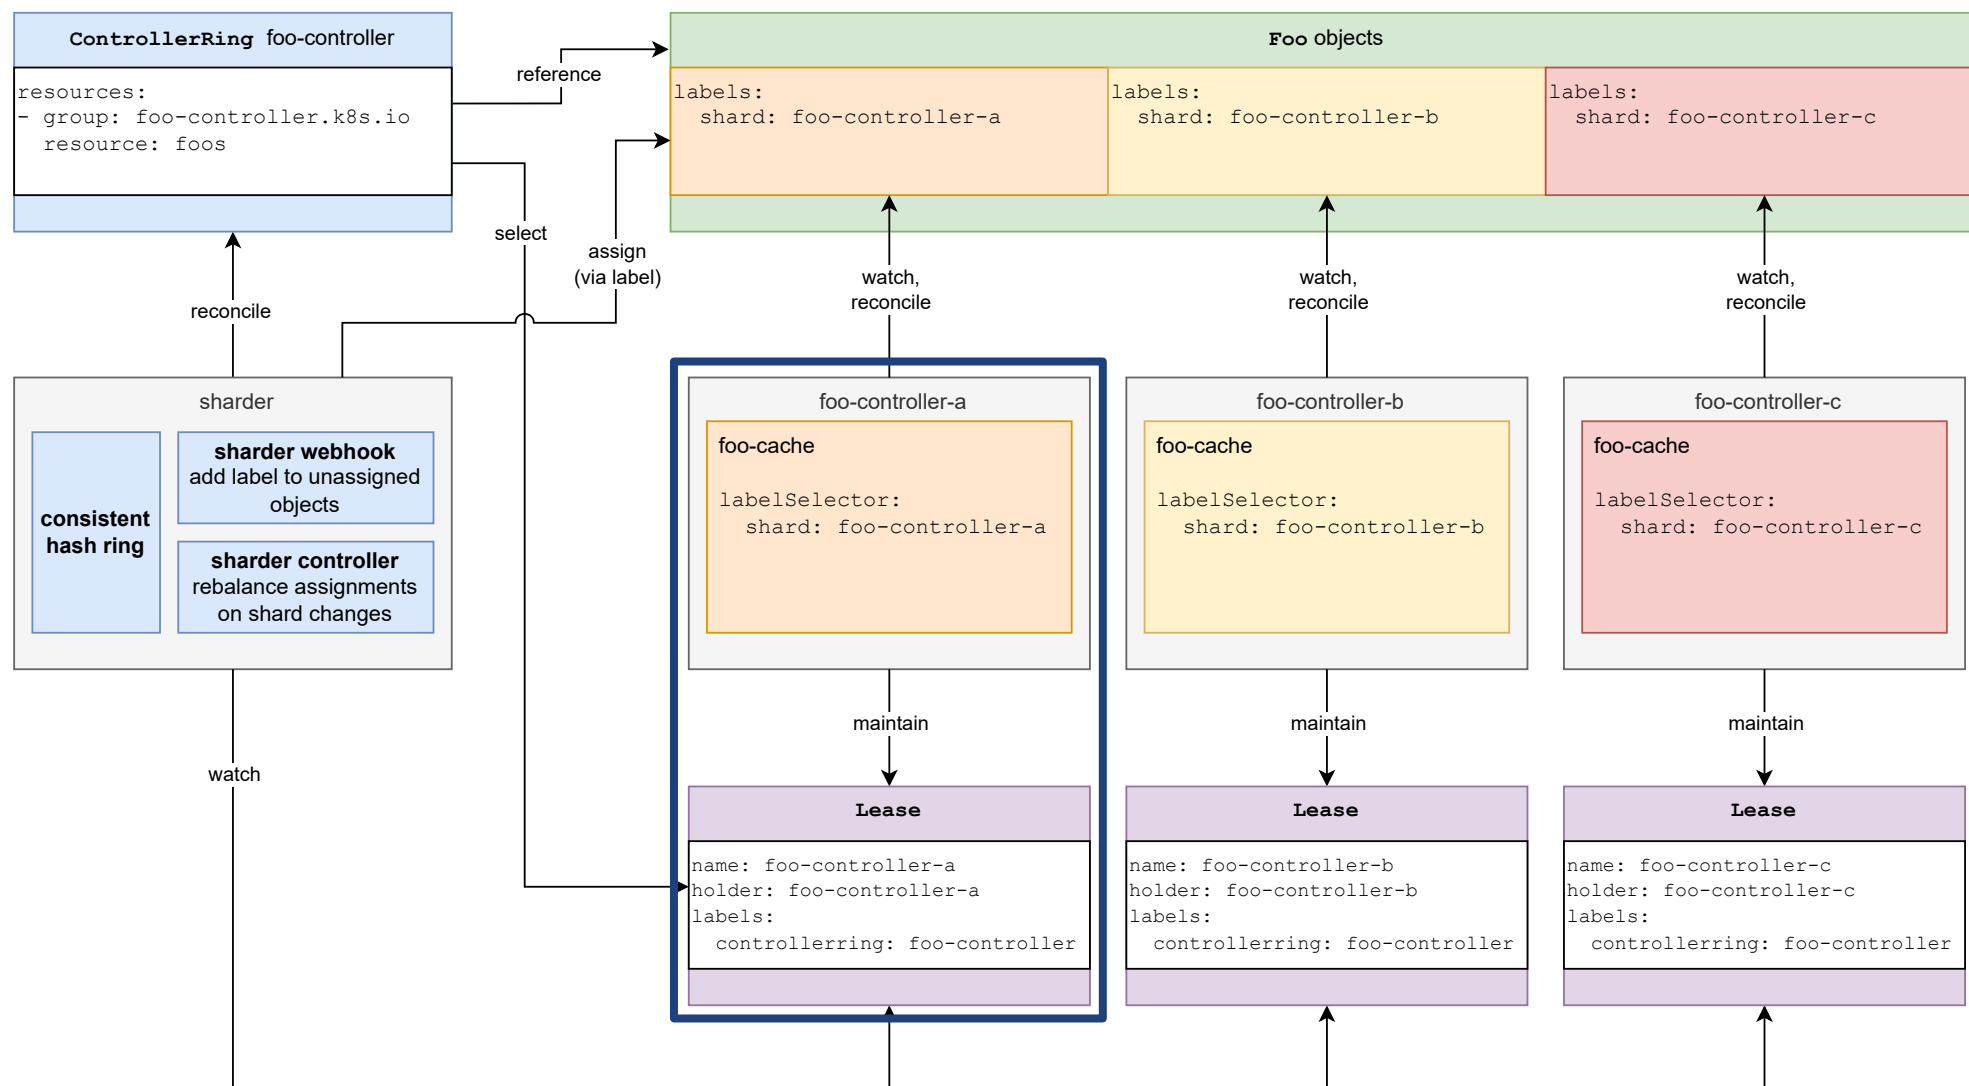 ControllerRing foo-controller
resources:
- group: foo-controller.k8s.io
  resource: foos
reference
select
assign
(via label)
reconcile
Foo objects
labels:
  shard: foo-controller-a
labels:
  shard: foo-controller-b
labels:
  shard: foo-controller-c
watch,
reconcile
watch,
reconcile
watch,
reconcile
sharder
consistent
hash ring
sharder webhook
add label to unassigned
objects
sharder controller
rebalance assignments
on shard changes
watch
foo-controller-a
foo-cache
labelSelector:
  shard: foo-controller-a
maintain
Lease
name: foo-controller-a
holder: foo-controller-a
labels:
  controllerring: foo-controller
foo-controller-b
foo-cache
labelSelector:
  shard: foo-controller-b
maintain
Lease
name: foo-controller-b
holder: foo-controller-b
labels:
  controllerring: foo-controller
foo-controller-c
foo-cache
labelSelector:
  shard: foo-controller-c
maintain
Lease
name: foo-controller-c
holder: foo-controller-c
labels:
  controllerring: foo-controller